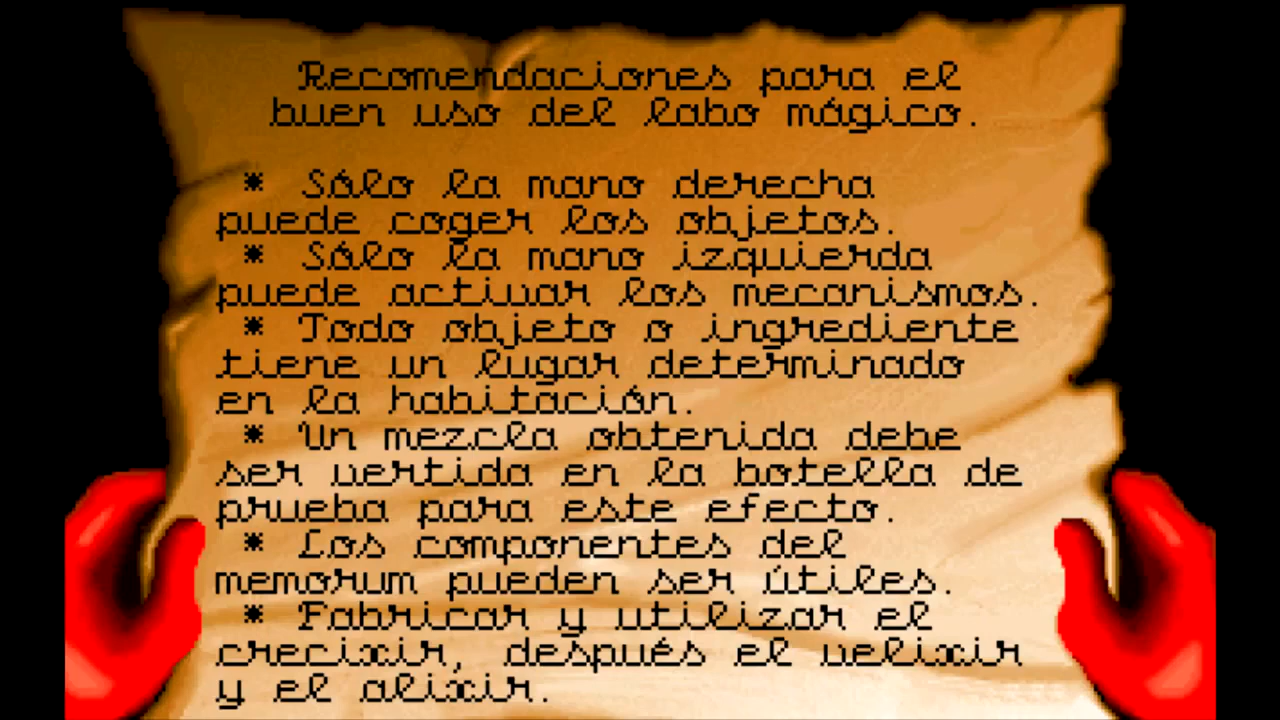 Recomendaciones para el
buen uso del labo mágico.
* Sólo la mano derecha
puede coger los objetos.
* Sólo la mano izquierda
puede activar los mecanismos.
* Todo objeto o ingrediente
tiene un lugar determinado
en la habitación.
* Un mezcla obtenida debe
ser vertida en la botella de
prueba para este efecto.
* Los componentes del
memorum pueden ser útiles.
* Fabricar y utilizar el
crecixir, después el velixir
y el alixir.